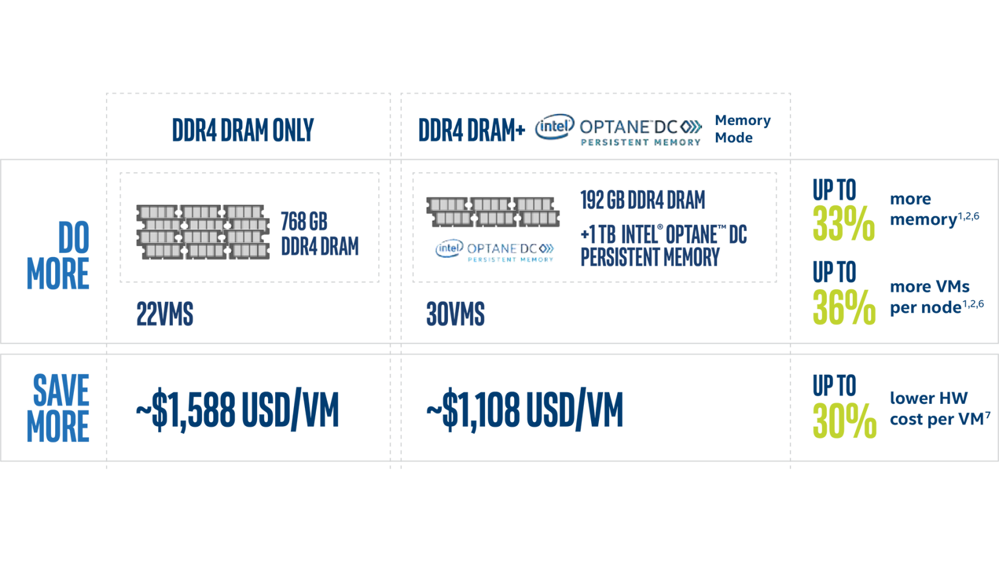 DDR4 DRAM ONLY
DDR4 DRAM+ intel® OPTANE™ DC
PERSISTENT MEMORY
Memory
Mode
DO
MORE
768 GB
DDR4 DRAM
22VMS
intel® OPTANE™ DC
PERSISTENT MEMORY
192 GB DDR4 DRAM
+1 TB INTEL® OPTANE™ DC
PERSISTENT MEMORY
30VMS
UP TO
33%
more
memory1,2,6
UP TO
36%
more VMs
per node1,2,6
SAVE
MORE
~$1,588 USD/VM
~$1,108 USD/VM
UP TO
30%
lower HW
cost per VM7